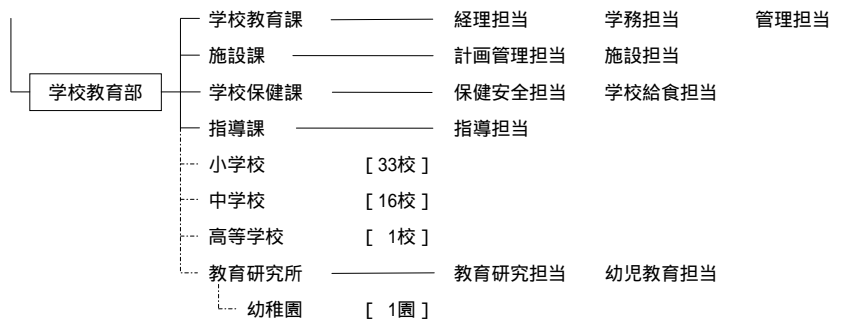 学校教育課 経理担当 学務担当 管理担当
施設課 計画管理担当 施設担当
学校教育部 学校保健課 保健安全担当 学校給食担当
指導課 指導担当
小学校 [ 33校 ]
中学校 [ 16校 ]
高等学校 [ 1校 ]
教育研究所 教育研究担当 幼児教育担当
幼稚園 [ 1園 ]